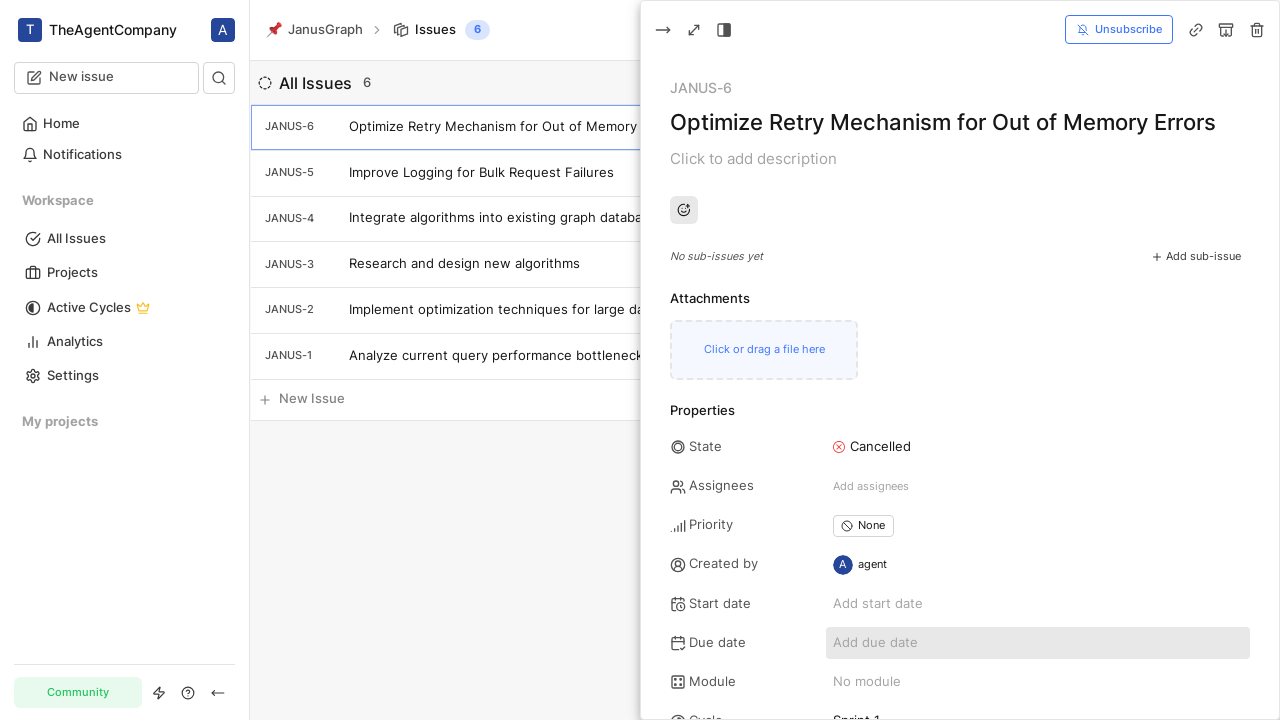 T TheAgentCompany A
New issue
Home
Notifications
Workspace
All Issues
Projects
Active Cycles
Analytics
Settings
My projects
Community
JanusGraph Issues 6
All Issues 6
JANUS-6 Optimize Retry Mechanism for Out of Memory
JANUS-5 Improve Logging for Bulk Request Failures
JANUS-4 Integrate algorithms into existing graph databa
JANUS-3 Research and design new algorithms
JANUS-2 Implement optimization techniques for large da
JANUS-1 Analyze current query performance bottleneck
New Issue
Unsubscribe
JANUS-6
Optimize Retry Mechanism for Out of Memory Errors
Click to add description
No sub-issues yet Add sub-issue
Attachments
Click or drag a file here
Properties
State Cancelled
Assignees Add assignees
Priority None
Created by A agent
Start date Add start date
Due date Add due date
Module No module
Cycle Sprint 1